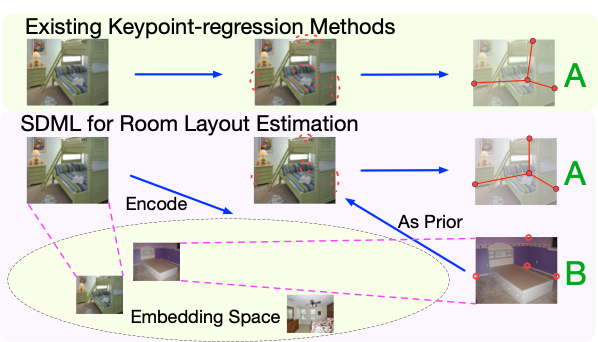 Existing Keypoint-regression Methods
A
SDML for Room Layout Estimation
A
Encode
As Prior
B
Embedding Space